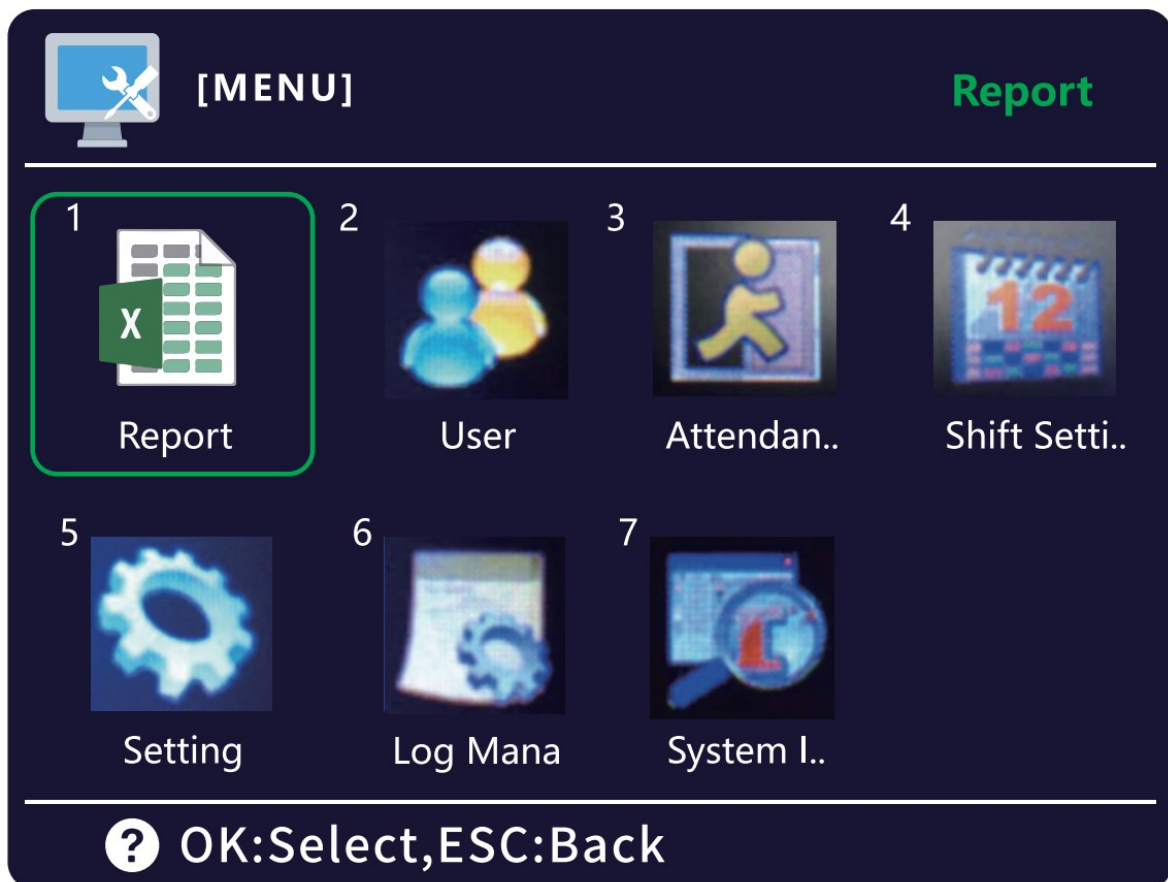 [MENU] Report
1 2 3 4
X
12
Report User Attendan.. Shift Setti..
5 6 7
Setting Log Mana System I..
? OK:Select,ESC:Back